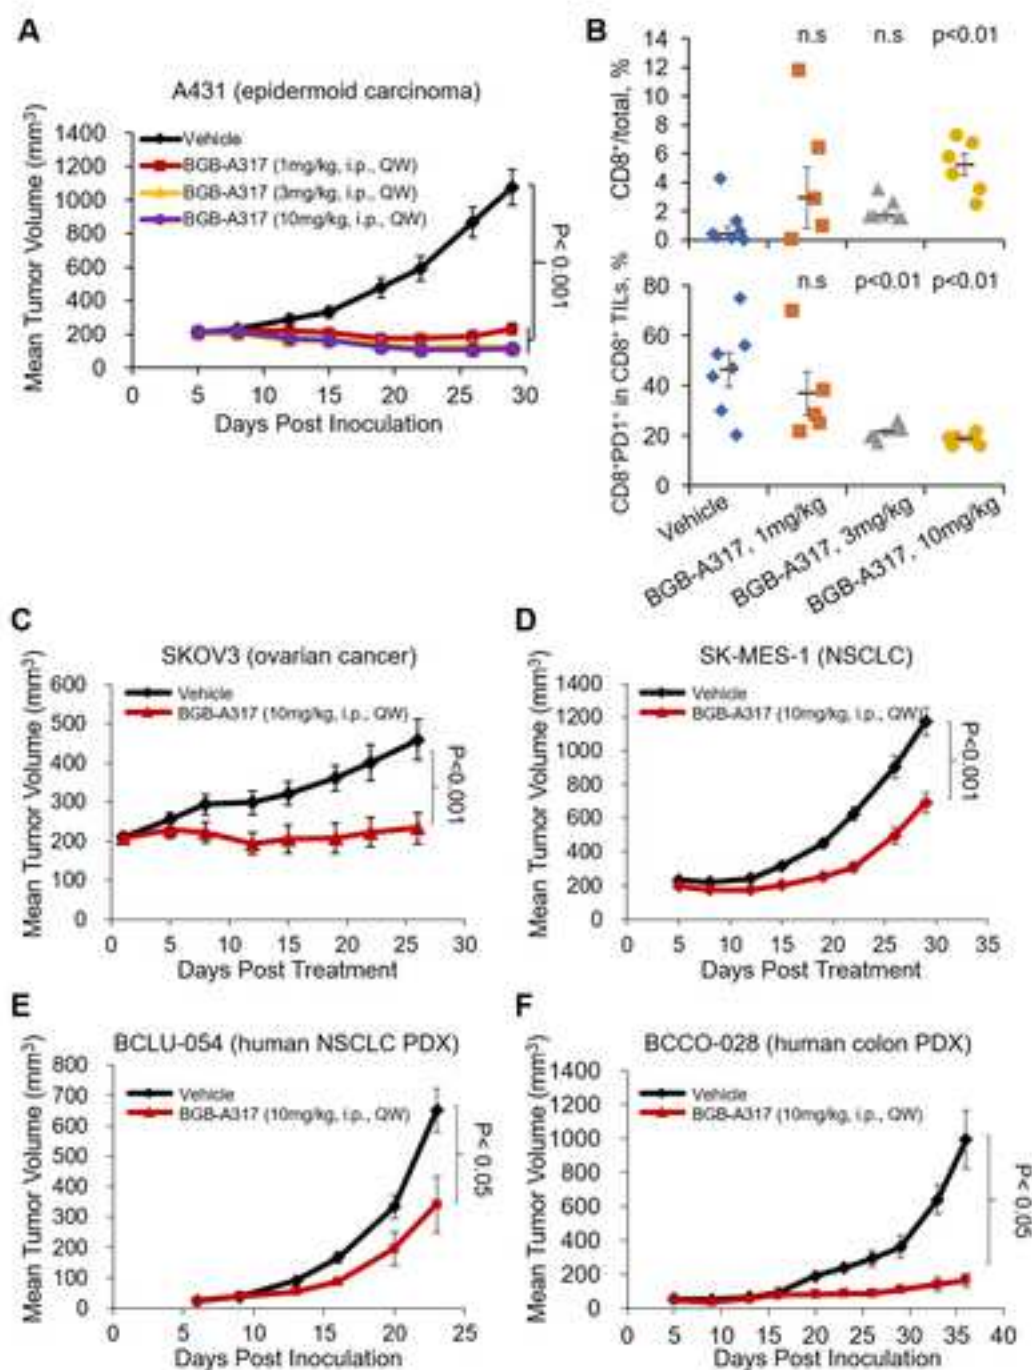 A
A431 (epidermoid carcinoma)
Mean Tumor Volume (mm³)
1400
1200
1000
800
600
400
200
0
Vehicle
BGB-A317 (1mg/kg, i.p., QW)
BGB-A317 (3mg/kg, i.p., QW)
BGB-A317 (10mg/kg, i.p., QW)
P< 0.001
0 5 10 15 20 25 30
Days Post Inoculation
B
n.s n.s p<0.01
CD8⁺/total, %
14
12
10
8
6
4
2
0
n.s p<0.01 p<0.01
CD8⁺PD1⁺ in CD8⁺ TILs, %
80
60
40
20
0
Vehicle
BGB-A317, 1mg/kg
BGB-A317, 3mg/kg
BGB-A317, 10mg/kg
C
SKOV3 (ovarian cancer)
Mean Tumor Volume (mm³)
600
500
400
300
200
100
0
Vehicle
BGB-A317 (10mg/kg, i.p., QW)
P<0.001
0 5 10 15 20 25 30
Days Post Treatment
D
SK-MES-1 (NSCLC)
Mean Tumor Volume (mm³)
1400
1200
1000
800
600
400
200
0
Vehicle
BGB-A317 (10mg/kg, i.p., QW)
P<0.001
0 5 10 15 20 25 30 35
Days Post Treatment
E
BCLU-054 (human NSCLC PDX)
Mean Tumor Volume (mm³)
800
700
600
500
400
300
200
100
0
Vehicle
BGB-A317 (10mg/kg, i.p., QW)
P< 0.05
0 5 10 15 20 25
Days Post Inoculation
F
BCCO-028 (human colon PDX)
Mean Tumor Volume (mm³)
1400
1200
1000
800
600
400
200
0
Vehicle
BGB-A317 (10mg/kg, i.p., QW)
P< 0.05
0 5 10 15 20 25 30 35 40
Days Post Inoculation